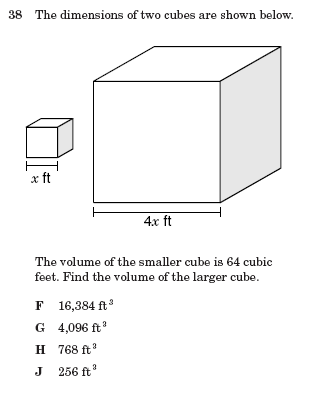 38 The dimensions of two cubes are shown below.
x ft
4x ft
The volume of the smaller cube is 64 cubic
feet. Find the volume of the larger cube.
F 16,384 ft³
G 4,096 ft³
H 768 ft³
J 256 ft³